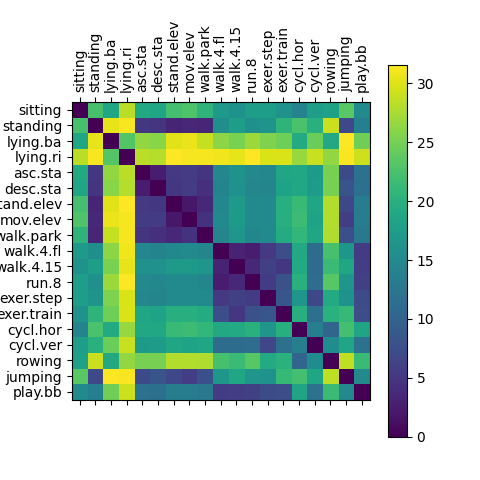 sitting
standing
lying.ba
lying.ri
asc.sta
desc.sta
stand.elev
mov.elev
walk.park
walk.4.fl
walk.4.15
run.8
exer.step
exer.train
cycl.hor
cycl.ver
rowing
jumping
play.bb
sitting
standing
lying.ba
lying.ri
asc.sta
desc.sta
tand.elev
mov.elev
walk.park
walk.4.fl
walk.4.15
run.8
exer.step
exer.train
cycl.hor
cycl.ver
rowing
jumping
play.bb
30
25
20
15
10
5
0